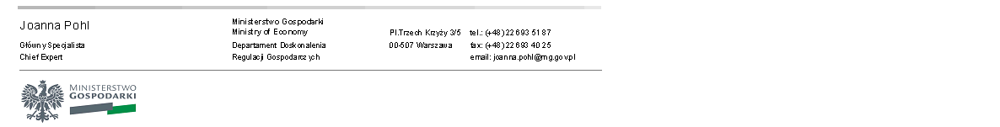 Joanna Pohl
Główny Specjalista
Chief Expert
Ministerstwo Gospodarki
Ministry of Economy
Departament Doskonalenia
Regulacji Gospodarczych
Pl.Trzech Krzyży 3/5
00-507 Warszawa
tel.: (+48) 22 693 51 87
fax: (+48) 22 693 40 25
email: joanna.pohl@mg.gov.pl
MINISTERSTWO
GOSPODARKI